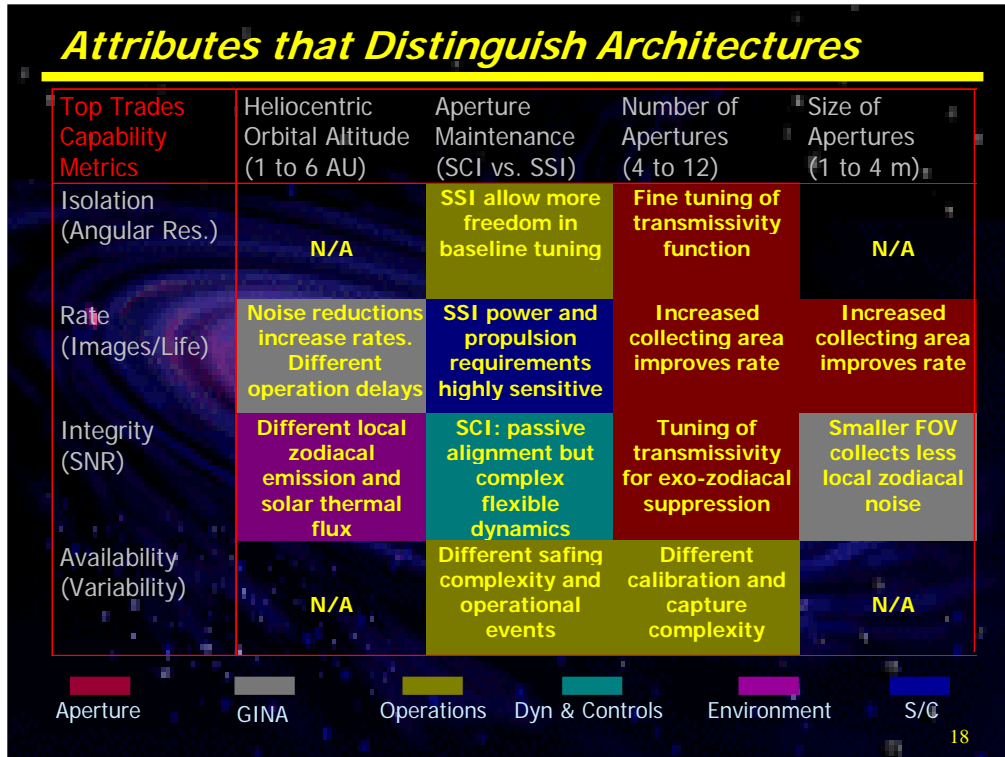 Attributes that Distinguish Architectures
Top Trades
Capability
Metrics
Heliocentric
Orbital Altitude
(1 to 6 AU)
Aperture
Maintenance
(SCI vs. SSI)
Number of
Apertures
(4 to 12)
Size of
Apertures
(1 to 4 m)
Isolation
(Angular Res.)
N/A
SSI allow more
freedom in
baseline tuning
Fine tuning of
transmissivity
function
N/A
Rate
(Images/Life)
Noise reductions
increase rates.
Different
operation delays
SSI power and
propulsion
requirements
highly sensitive
Increased
collecting area
improves rate
Increased
collecting area
improves rate
Integrity
(SNR)
Different local
zodiacal
emission and
solar thermal
flux
SCI: passive
alignment but
complex
flexible
dynamics
Tuning of
transmissivity
for exo-zodiacal
suppression
Smaller FOV
collects less
local zodiacal
noise
Availability
(Variability)
N/A
Different safing
complexity and
operational
events
Different
calibration and
capture
complexity
N/A
Aperture
GINA
Operations
Dyn & Controls
Environment
S/C
18